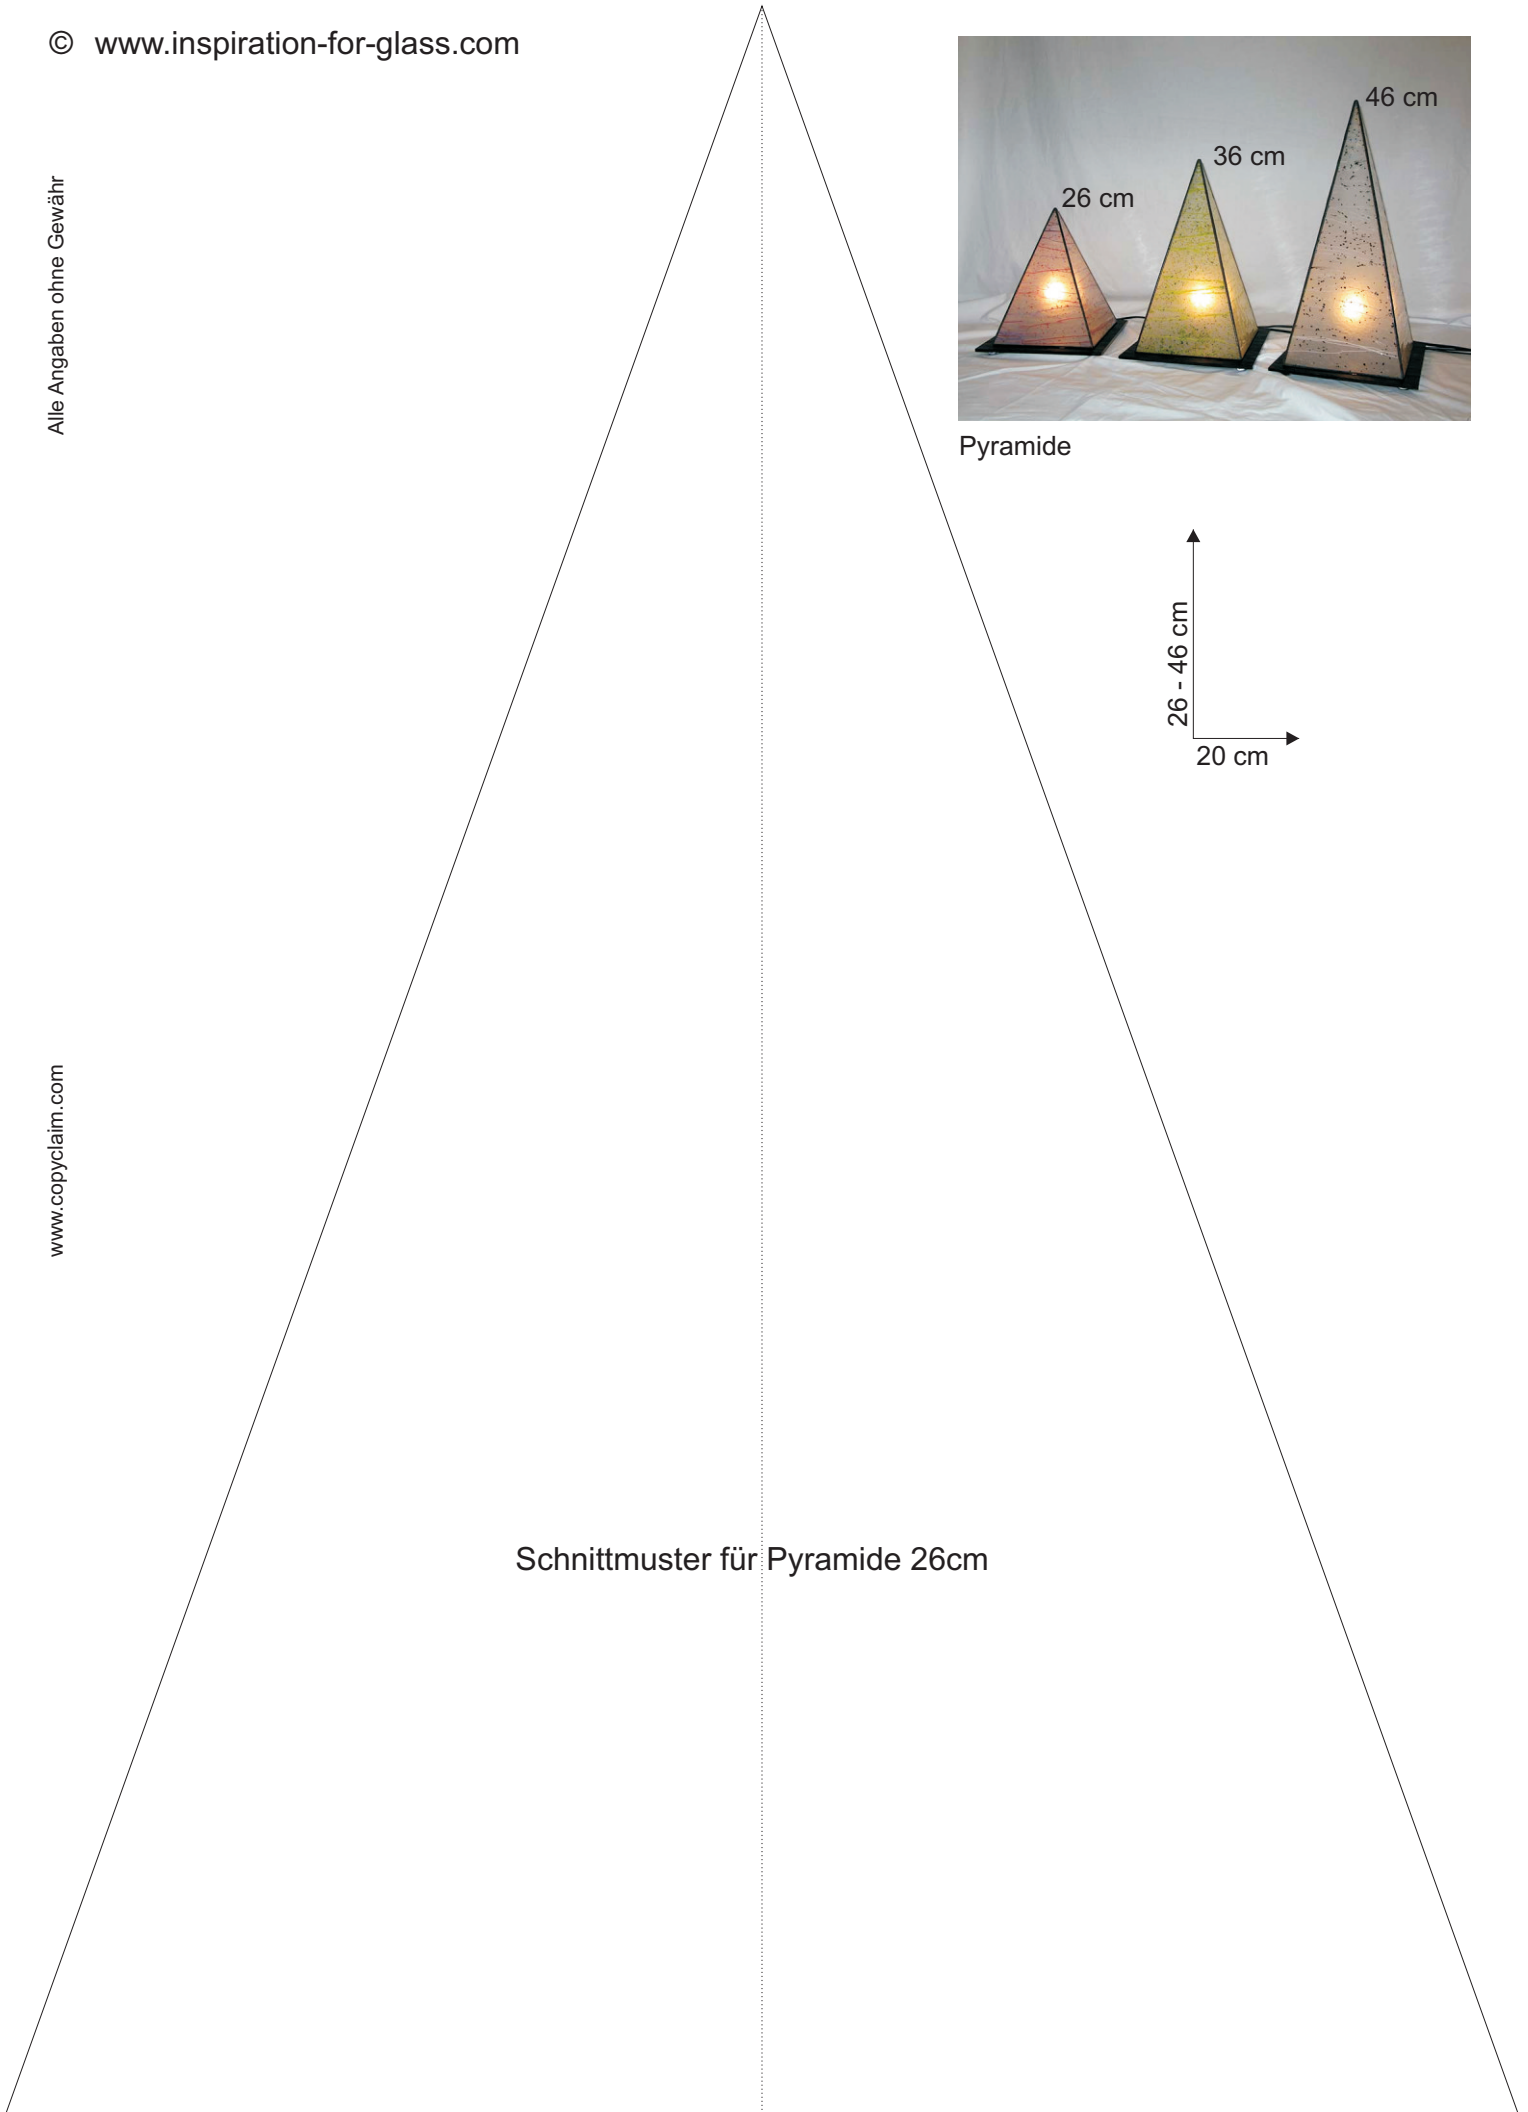 © www.inspiration-for-glass.com
Alle Angaben ohne Gewähr
46 cm
36 cm
26 cm
Pyramide
26 - 46 cm
20 cm
www.copyclaim.com
Schnittmuster für Pyramide 26cm